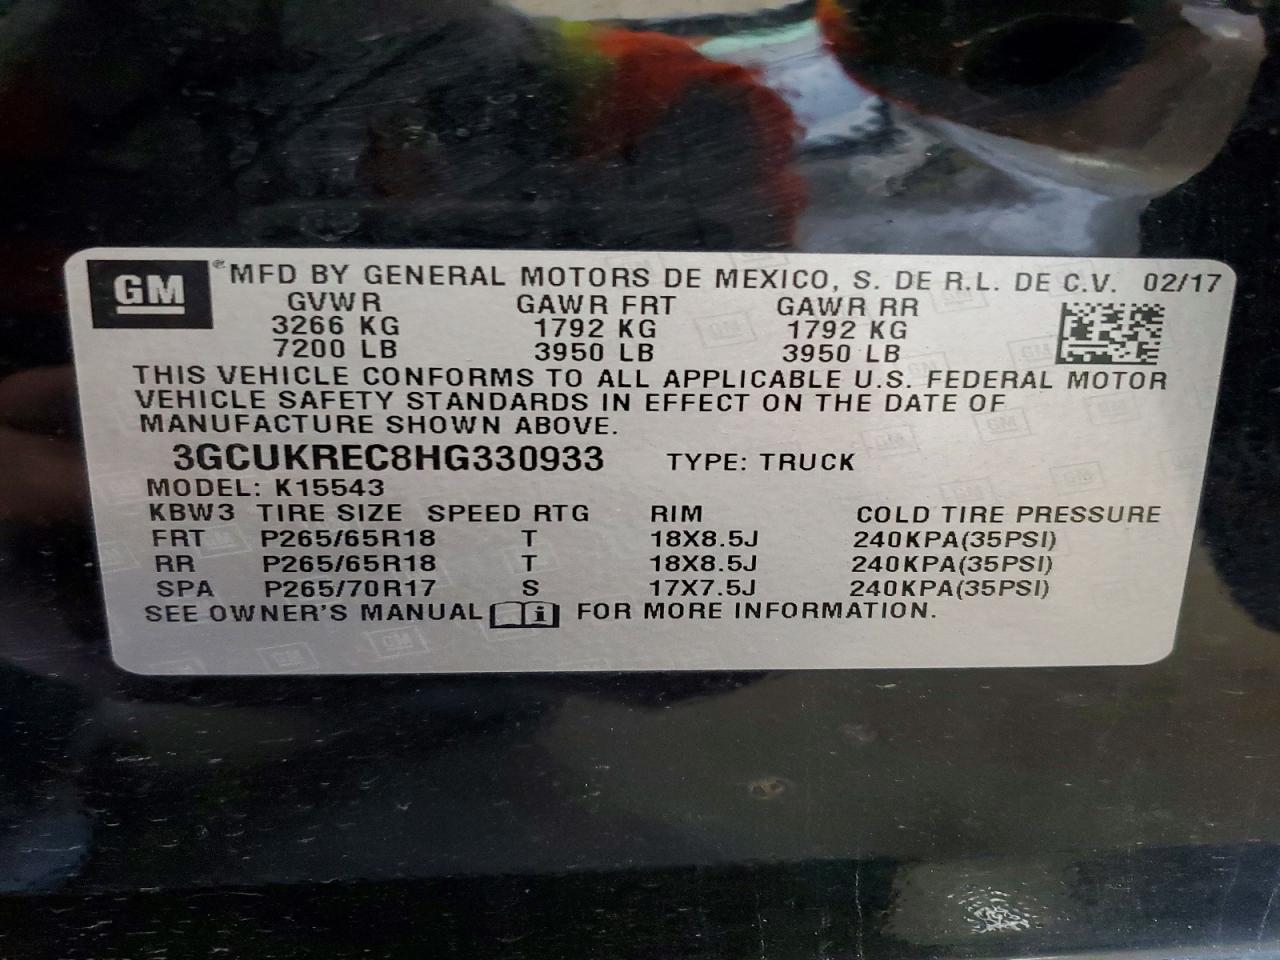 GM ® MFD BY GENERAL MOTORS DE MEXICO, S. DE R.L. DE C.V. 02/17
GVWR GAWR FRT GAWR RR
3266 KG 1792 KG 1792 KG
7200 LB 3950 LB 3950 LB
THIS VEHICLE CONFORMS TO ALL APPLICABLE U.S. FEDERAL MOTOR
VEHICLE SAFETY STANDARDS IN EFFECT ON THE DATE OF
MANUFACTURE SHOWN ABOVE.
3GCUKREC8HG330933 TYPE: TRUCK
MODEL: K15543
KBW3 TIRE SIZE SPEED RTG RIM COLD TIRE PRESSURE
FRT P265/65R18 T 18X8.5J 240KPA(35PSI)
RR P265/65R18 T 18X8.5J 240KPA(35PSI)
SPA P265/70R17 S 17X7.5J 240KPA(35PSI)
SEE OWNER'S MANUAL i FOR MORE INFORMATION.